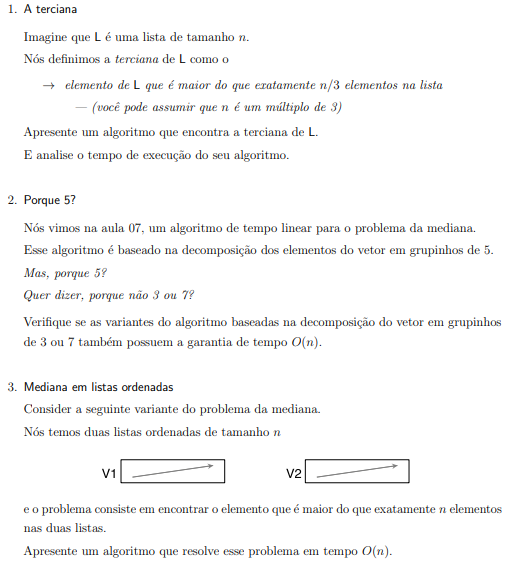 1. A terciana
Imagine que L é uma lista de tamanho n.
Nós definimos a terciana de L como o
→ elemento de L que é maior do que exatamente n/3 elementos na lista
— (você pode assumir que n é um múltiplo de 3)
Apresente um algoritmo que encontra a terciana de L.
E analise o tempo de execução do seu algoritmo.
2. Porque 5?
Nós vimos na aula 07, um algoritmo de tempo linear para o problema da mediana.
Esse algoritmo é baseado na decomposição dos elementos do vetor em grupinhos de 5.
Mas, porque 5?
Quer dizer, porque não 3 ou 7?
Verifique se as variantes do algoritmo baseadas na decomposição do vetor em grupinhos
de 3 ou 7 também possuem a garantia de tempo O(n).
3. Mediana em listas ordenadas
Consider a seguinte variante do problema da mediana.
Nós temos duas listas ordenadas de tamanho n
V1 V2
e o problema consiste em encontrar o elemento que é maior do que exatamente n elementos
nas duas listas.
Apresente um algoritmo que resolve esse problema em tempo O(n).